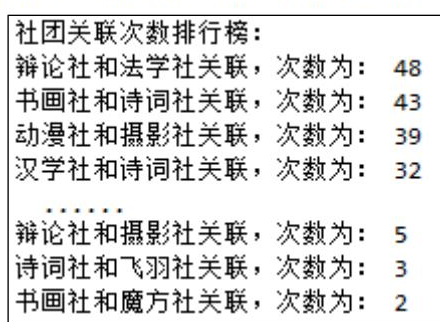 社团关联次数排行榜：
辩论社和法学社关联，次数为： 48
书画社和诗词社关联，次数为： 43
动漫社和摄影社关联，次数为： 39
汉学社和诗词社关联，次数为： 32
......
辩论社和摄影社关联，次数为： 5
诗词社和飞羽社关联，次数为： 3
书画社和魔方社关联，次数为： 2